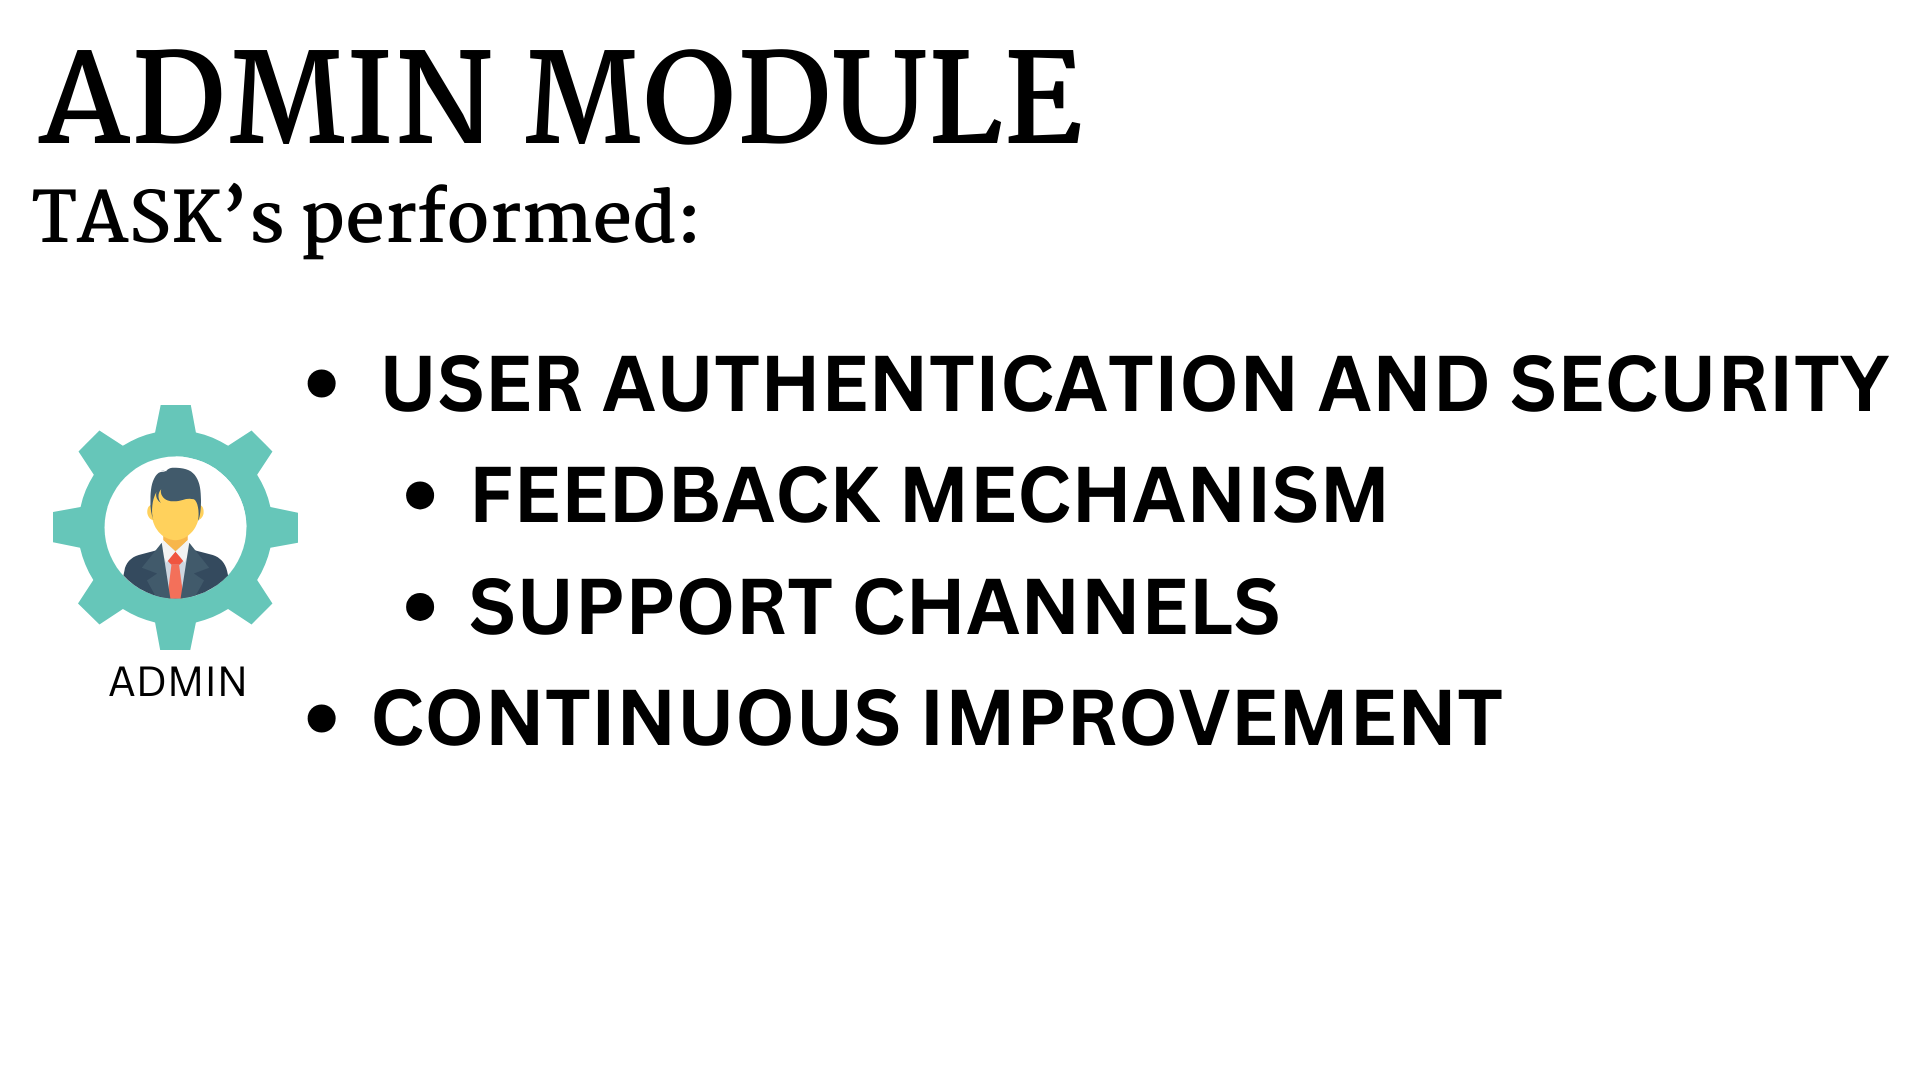 ADMIN MODULE
TASK’s performed:
• USER AUTHENTICATION AND SECURITY
• FEEDBACK MECHANISM
• SUPPORT CHANNELS
ADMIN
• CONTINUOUS IMPROVEMENT